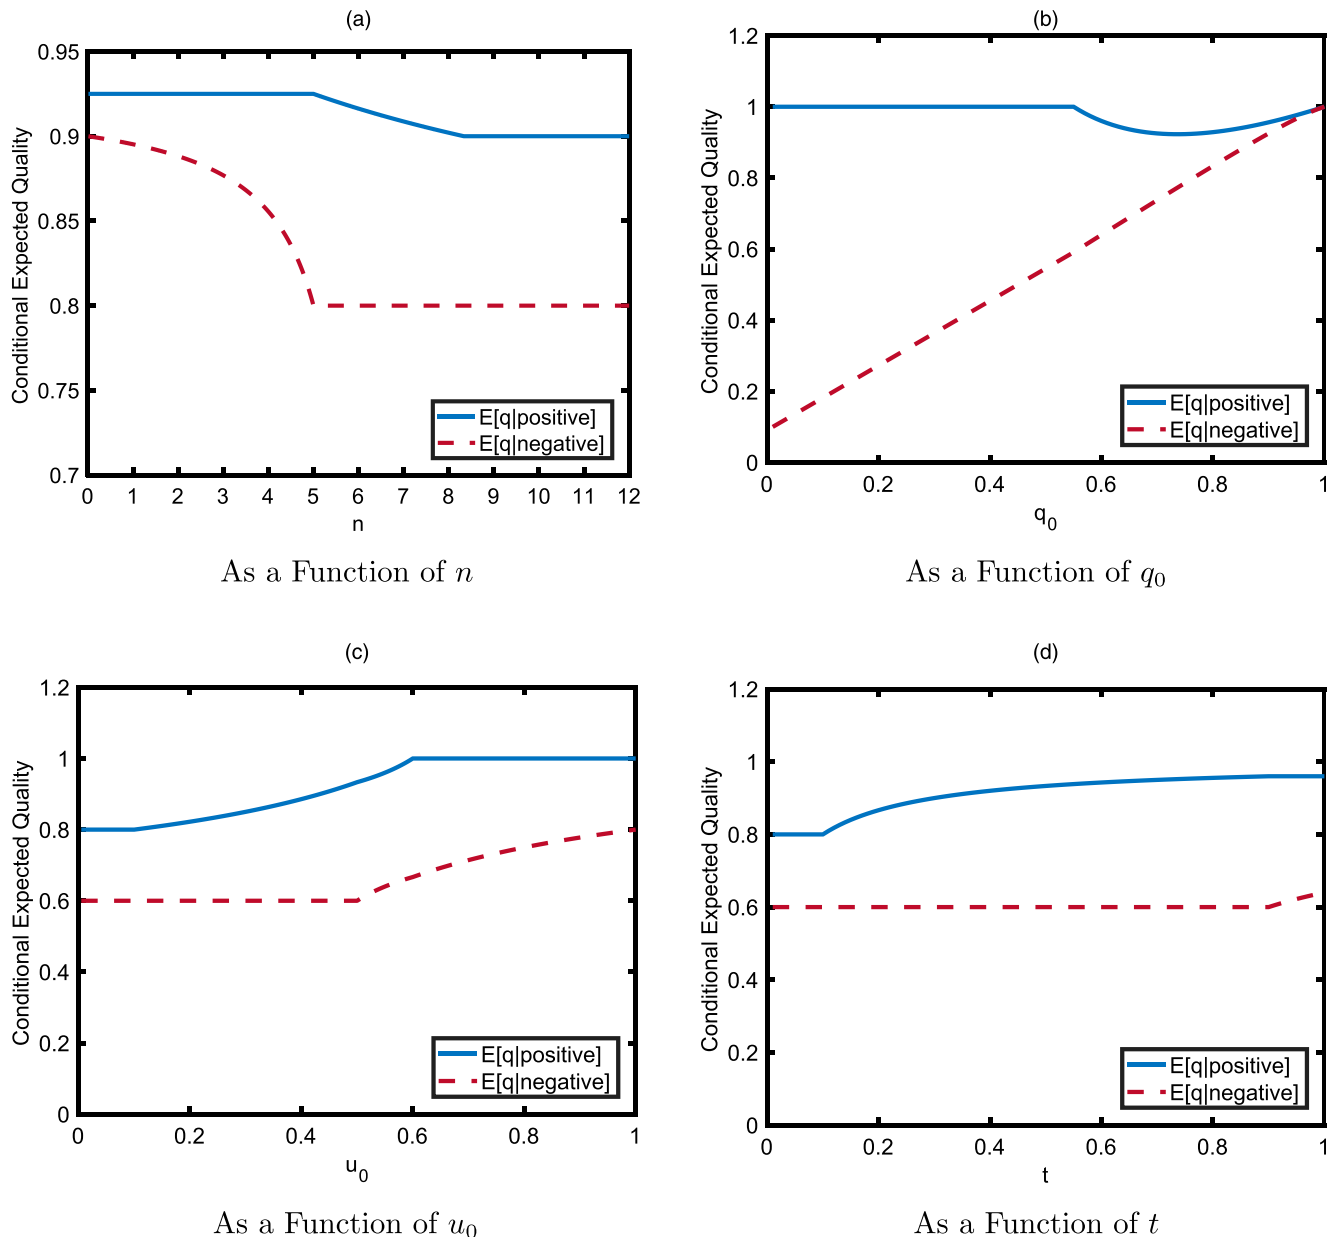 (a)
0.95
0.9
0.85
0.8
0.75
0.7
Conditional Expected Quality
E[q|positive]
E[q|negative]
0 1 2 3 4 5 6 7 8 9 10 11 12
n
As a Function of n
(b)
1.2
1
0.8
0.6
0.4
0.2
0
Conditional Expected Quality
E[q|positive]
E[q|negative]
0 0.2 0.4 0.6 0.8 1
q₀
As a Function of q₀
(c)
1.2
1
0.8
0.6
0.4
0.2
0
Conditional Expected Quality
E[q|positive]
E[q|negative]
0 0.2 0.4 0.6 0.8 1
u₀
As a Function of u₀
(d)
1.2
1
0.8
0.6
0.4
0.2
0
Conditional Expected Quality
E[q|positive]
E[q|negative]
0 0.2 0.4 0.6 0.8 1
t
As a Function of t